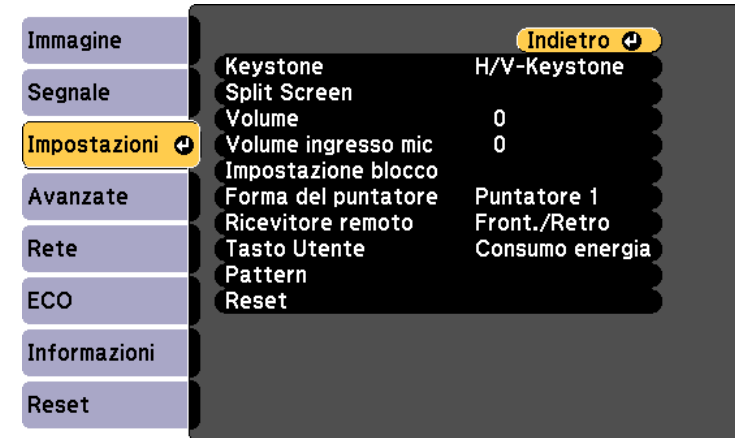 Immagine
Segnale
Impostazioni
Avanzate
Rete
ECO
Informazioni
Reset
Indietro
Keystone H/V-Keystone
Split Screen
Volume 0
Volume ingresso mic 0
Impostazione blocco
Forma del puntatore Puntatore 1
Ricevitore remoto Front./Retro
Tasto Utente Consumo energia
Pattern
Reset